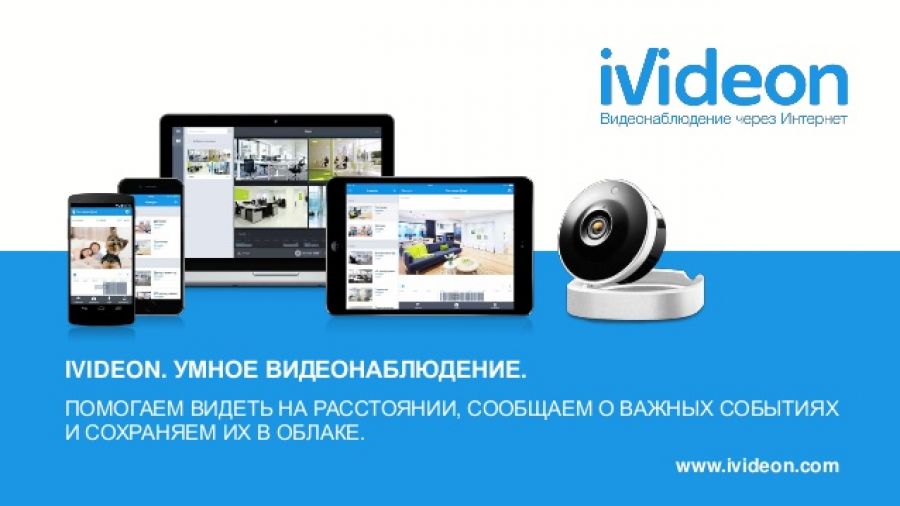 iVideon
Видеонаблюдение через Интернет
IVIDEON. УМНОЕ ВИДЕОНАБЛЮДЕНИЕ.
ПОМОГАЕМ ВИДЕТЬ НА РАССТОЯНИИ, СООБЩАЕМ О ВАЖНЫХ СОБЫТИЯХ
И СОХРАНЯЕМ ИХ В ОБЛАКЕ.
www.ivideon.com